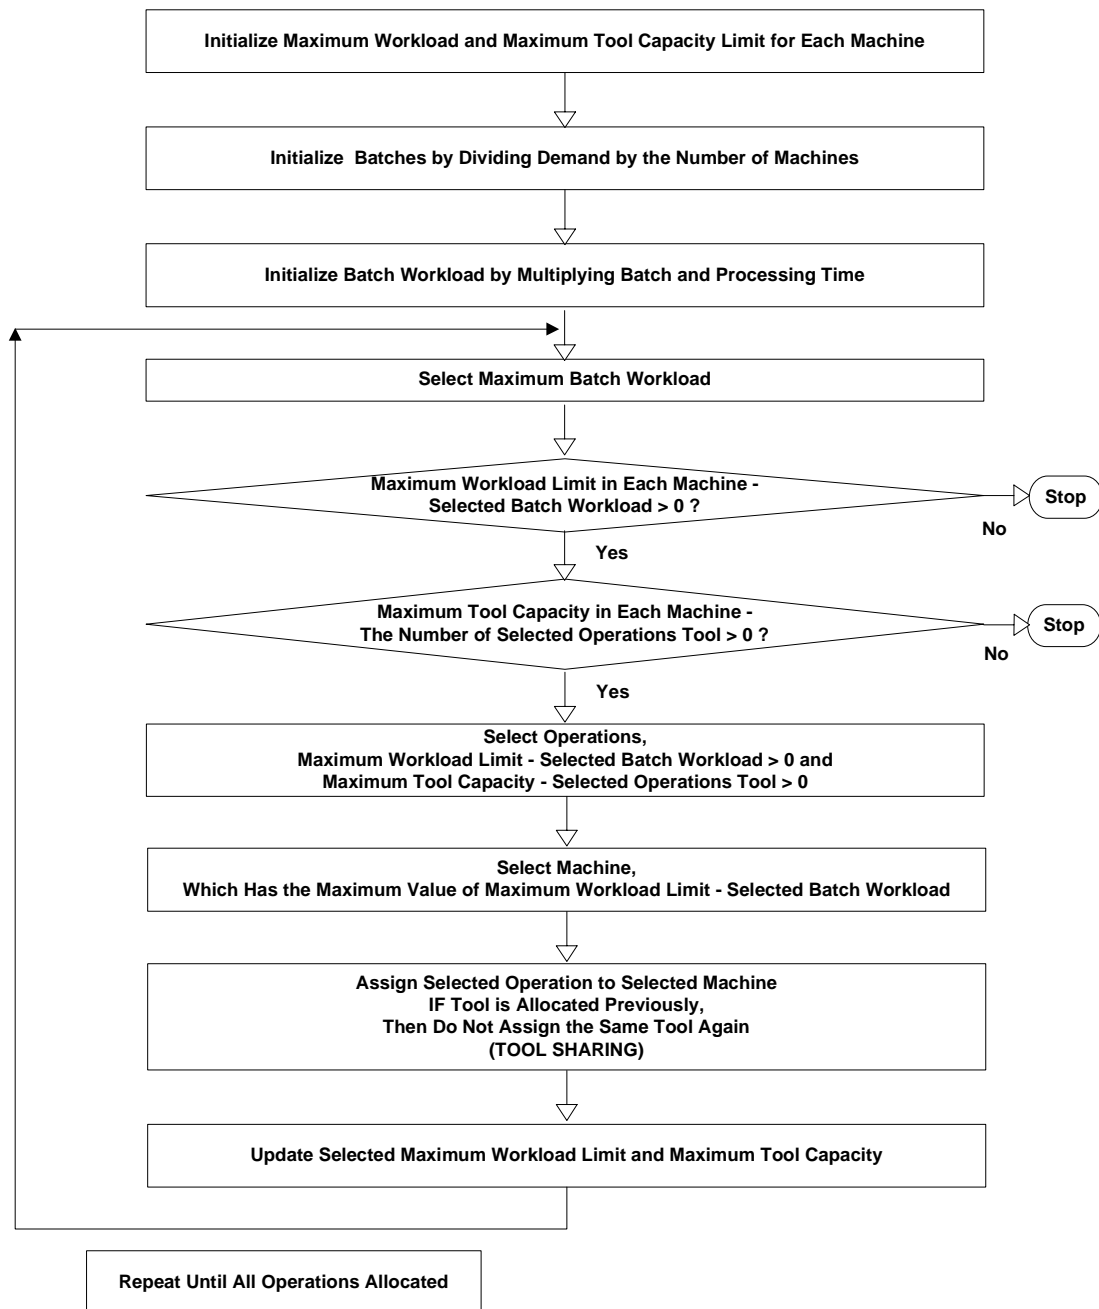 Initialize Maximum Workload and Maximum Tool Capacity Limit for Each Machine
Initialize Batches by Dividing Demand by the Number of Machines
Initialize Batch Workload by Multiplying Batch and Processing Time
Select Maximum Batch Workload
Maximum Workload Limit in Each Machine -
Selected Batch Workload > 0 ?
Stop
No
Yes
Maximum Tool Capacity in Each Machine -
The Number of Selected Operations Tool > 0 ?
Stop
No
Yes
Select Operations,
Maximum Workload Limit - Selected Batch Workload > 0 and
Maximum Tool Capacity - Selected Operations Tool > 0
Select Machine,
Which Has the Maximum Value of Maximum Workload Limit - Selected Batch Workload
Assign Selected Operation to Selected Machine
IF Tool is Allocated Previously,
Then Do Not Assign the Same Tool Again
(TOOL SHARING)
Update Selected Maximum Workload Limit and Maximum Tool Capacity
Repeat Until All Operations Allocated